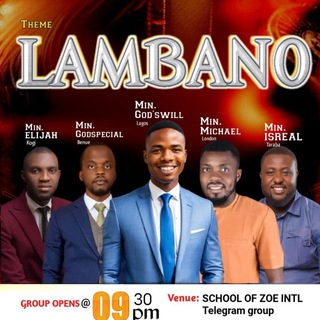 THEME
LAMBANO
MIN.
ELIJAH
Kogi
MIN.
GODSPECIAL
Benue
MIN.
GOD'SWILL
Lagos
MIN.
MICHAEL
London
MIN.
ISREAL
Taraba
GROUP OPENS @ 09 30 pm
Venue: SCHOOL OF ZOE INTL
Telegram group